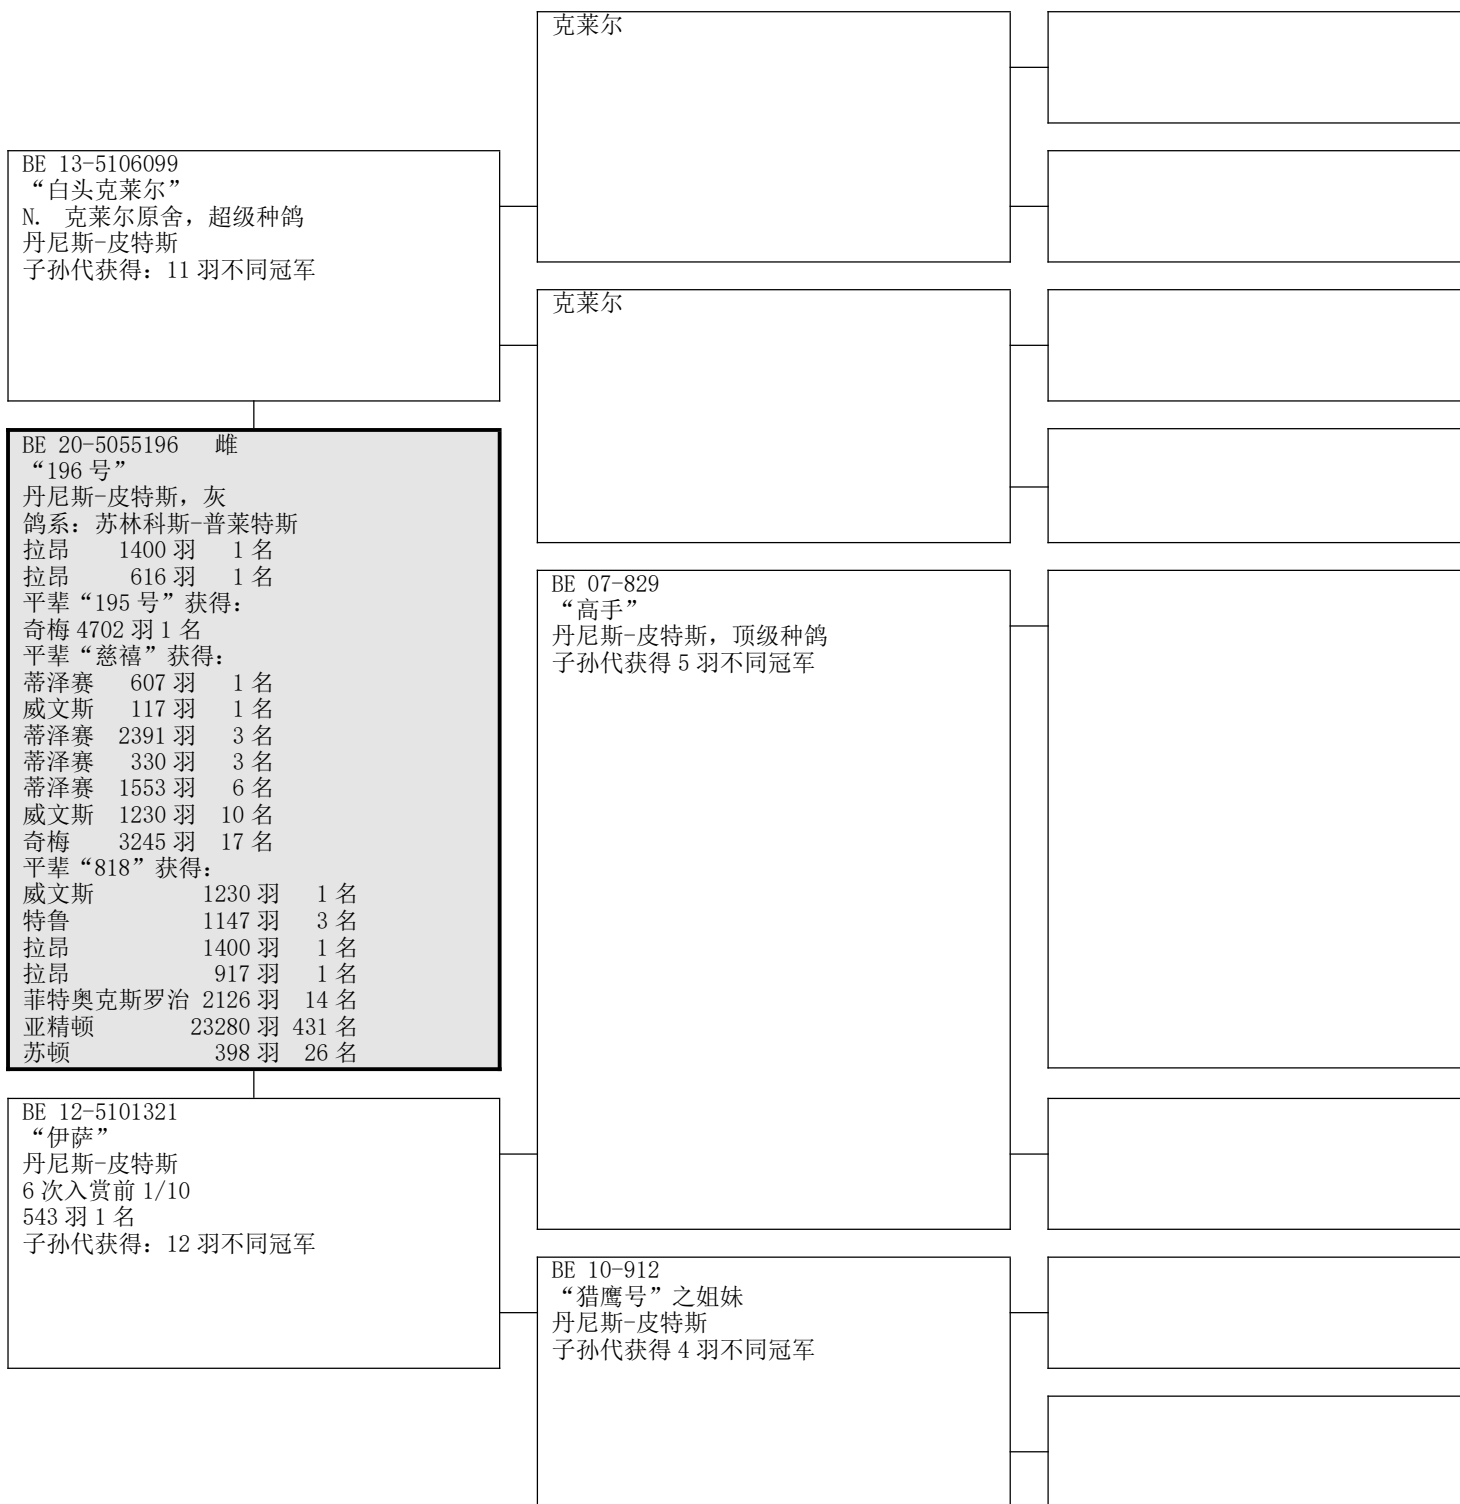 克莱尔
BE 13-5106099
“白头克莱尔”
N. 克莱尔原舍，超级种鸽
丹尼斯-皮特斯
子孙代获得：11 羽不同冠军
克莱尔
BE 20-5055196 雌
“196 号”
丹尼斯-皮特斯，灰
鸽系：苏林科斯-普莱特斯
拉昂 1400 羽 1 名
拉昂 616 羽 1 名
平辈“195 号”获得：
奇梅 4702 羽 1 名
平辈“慈禧”获得：
蒂泽赛 607 羽 1 名
威文斯 117 羽 1 名
蒂泽赛 2391 羽 3 名
蒂泽赛 330 羽 3 名
蒂泽赛 1553 羽 6 名
威文斯 1230 羽 10 名
奇梅 3245 羽 17 名
平辈“818”获得：
威文斯 1230 羽 1 名
特鲁 1147 羽 3 名
拉昂 1400 羽 1 名
拉昂 917 羽 1 名
菲特奥克斯罗治 2126 羽 14 名
亚精顿 23280 羽 431 名
苏顿 398 羽 26 名
BE 07-829
“高手”
丹尼斯-皮特斯，顶级种鸽
子孙代获得 5 羽不同冠军
BE 12-5101321
“伊萨”
丹尼斯-皮特斯
6 次入赏前 1/10
543 羽 1 名
子孙代获得：12 羽不同冠军
BE 10-912
“猎鹰号”之姐妹
丹尼斯-皮特斯
子孙代获得 4 羽不同冠军